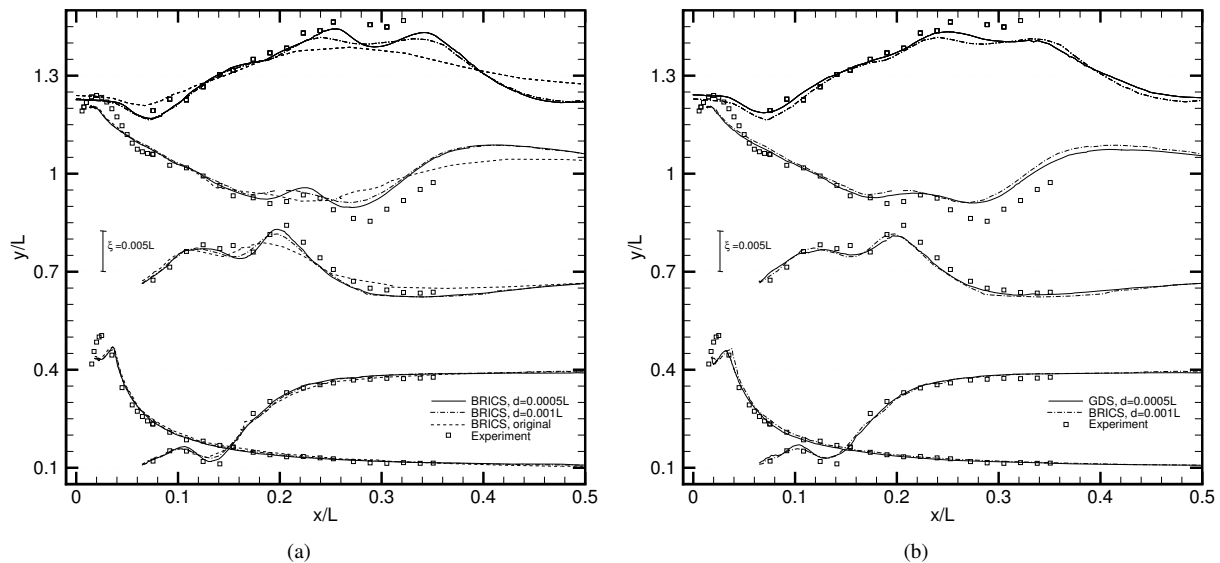 y/L
1.3
1
0.7
0.4
0.1
ξ=0.005L
BRICS, d=0.0005L
BRICS, d=0.001L
BRICS, original
Experiment
0 0.1 0.2 0.3 0.4 0.5
x/L
(a)
y/L
1.3
1
0.7
0.4
0.1
ξ=0.005L
GDS, d=0.0005L
BRICS, d=0.001L
Experiment
0 0.1 0.2 0.3 0.4 0.5
x/L
(b)